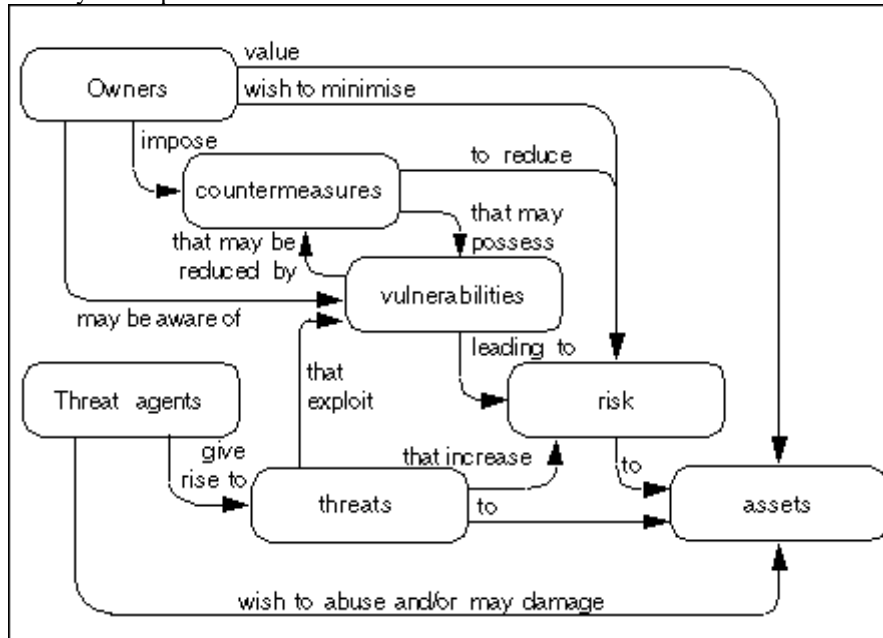 value
Owners
wish to minimise
impose
to reduce
countermeasures
that may
possess
that may be
reduced by
vulnerabilities
may be aware of
leading to
that
exploit
Threat agents
risk
give
rise to
that increase
to
threats
to
assets
wish to abuse and/or may damage